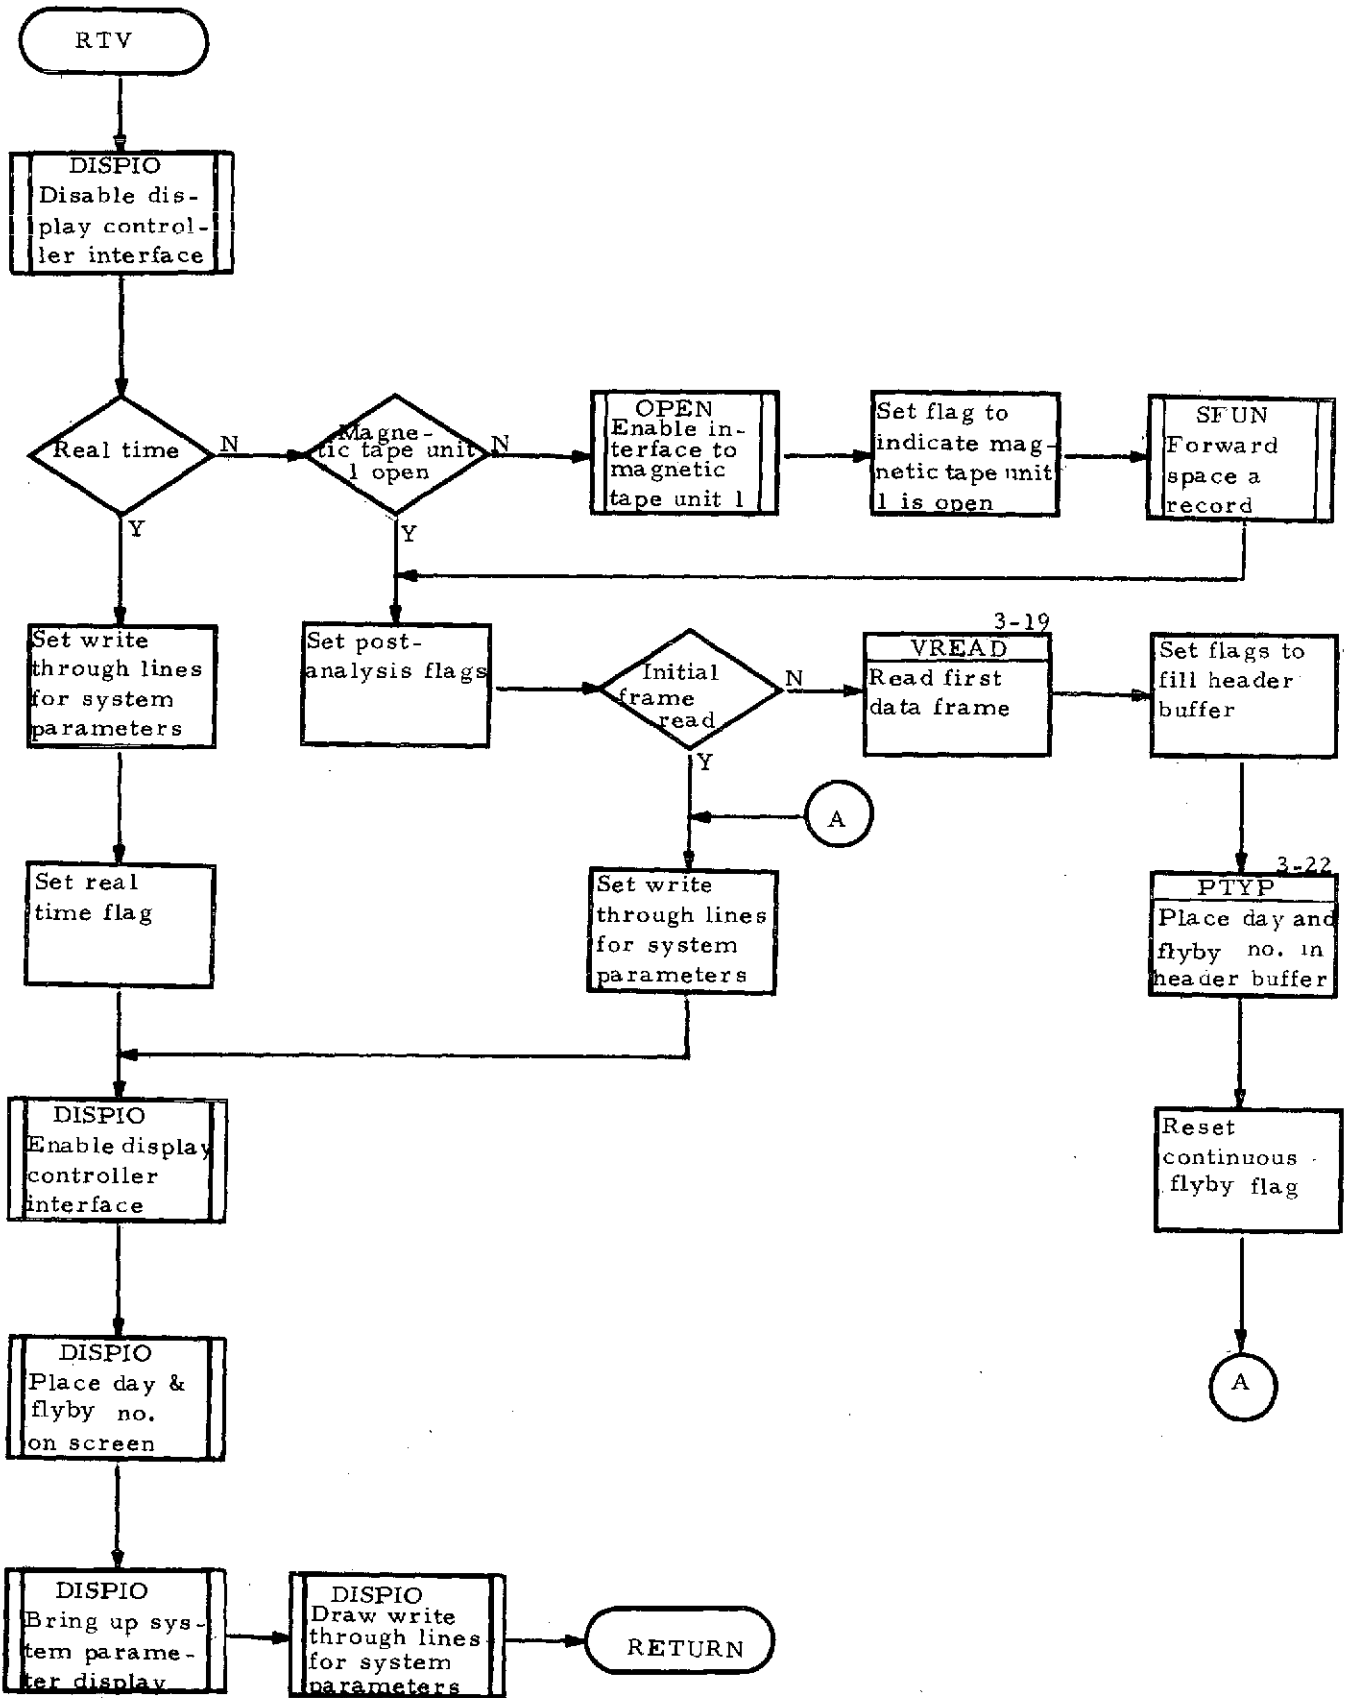 RTV
DISPIO
Disable dis-
play control-
ler interface
Real time
N
Y
Magne-
tic tape unit
1 open
N
Y
OPEN
Enable in-
terface to
magnetic
tape unit 1
Set flag to
indicate mag-
netic tape unit
1 is open
SFUN
Forward
space a
record
Set write
through lines
for system
parameters
Set post-
analysis flags
Initial
frame
read
N
Y
3-19
VREAD
Read first
data frame
Set flags to
fill header
buffer
A
Set real
time flag
Set write
through lines
for system
parameters
3-22
PTYP
Place day and
flyby no. in
header buffer
DISPIO
Enable display
controller
interface
Reset
continuous
flyby flag
DISPIO
Place day &
flyby no.
on screen
A
DISPIO
Bring up sys-
tem parame-
ter display
DISPIO
Draw write
through lines
for system
parameters
RETURN